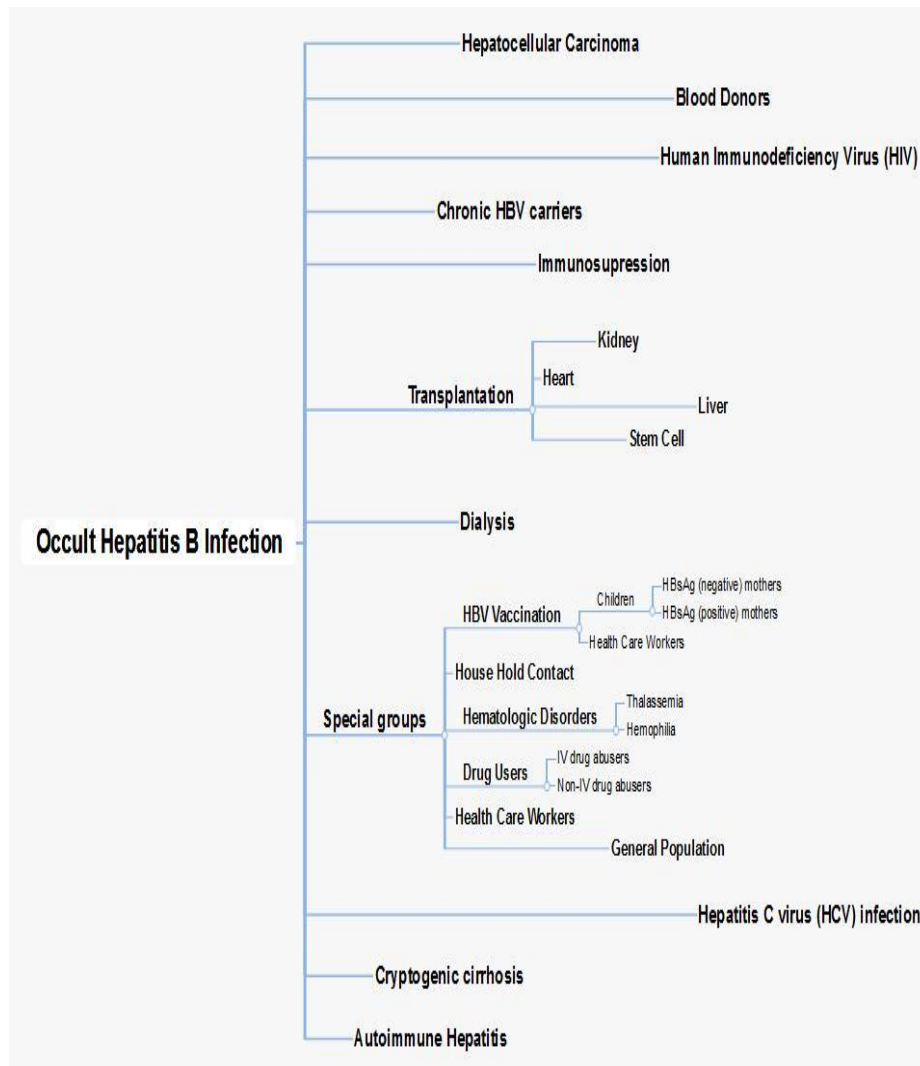 Hepatocellular Carcinoma
Blood Donors
Human Immunodeficiency Virus (HIV)
Chronic HBV carriers
Immunosupression
Kidney
Heart
Transplantation
Liver
Stem Cell
Dialysis
Occult Hepatitis B Infection
HBsAg (negative) mothers
Children
HBsAg (positive) mothers
HBV Vaccination
Health Care Workers
House Hold Contact
Thalassemia
Hematologic Disorders
Special groups
Hemophilia
IV drug abusers
Drug Users
Non-IV drug abusers
Health Care Workers
General Population
Hepatitis C virus (HCV) infection
Cryptogenic cirrhosis
Autoimmune Hepatitis